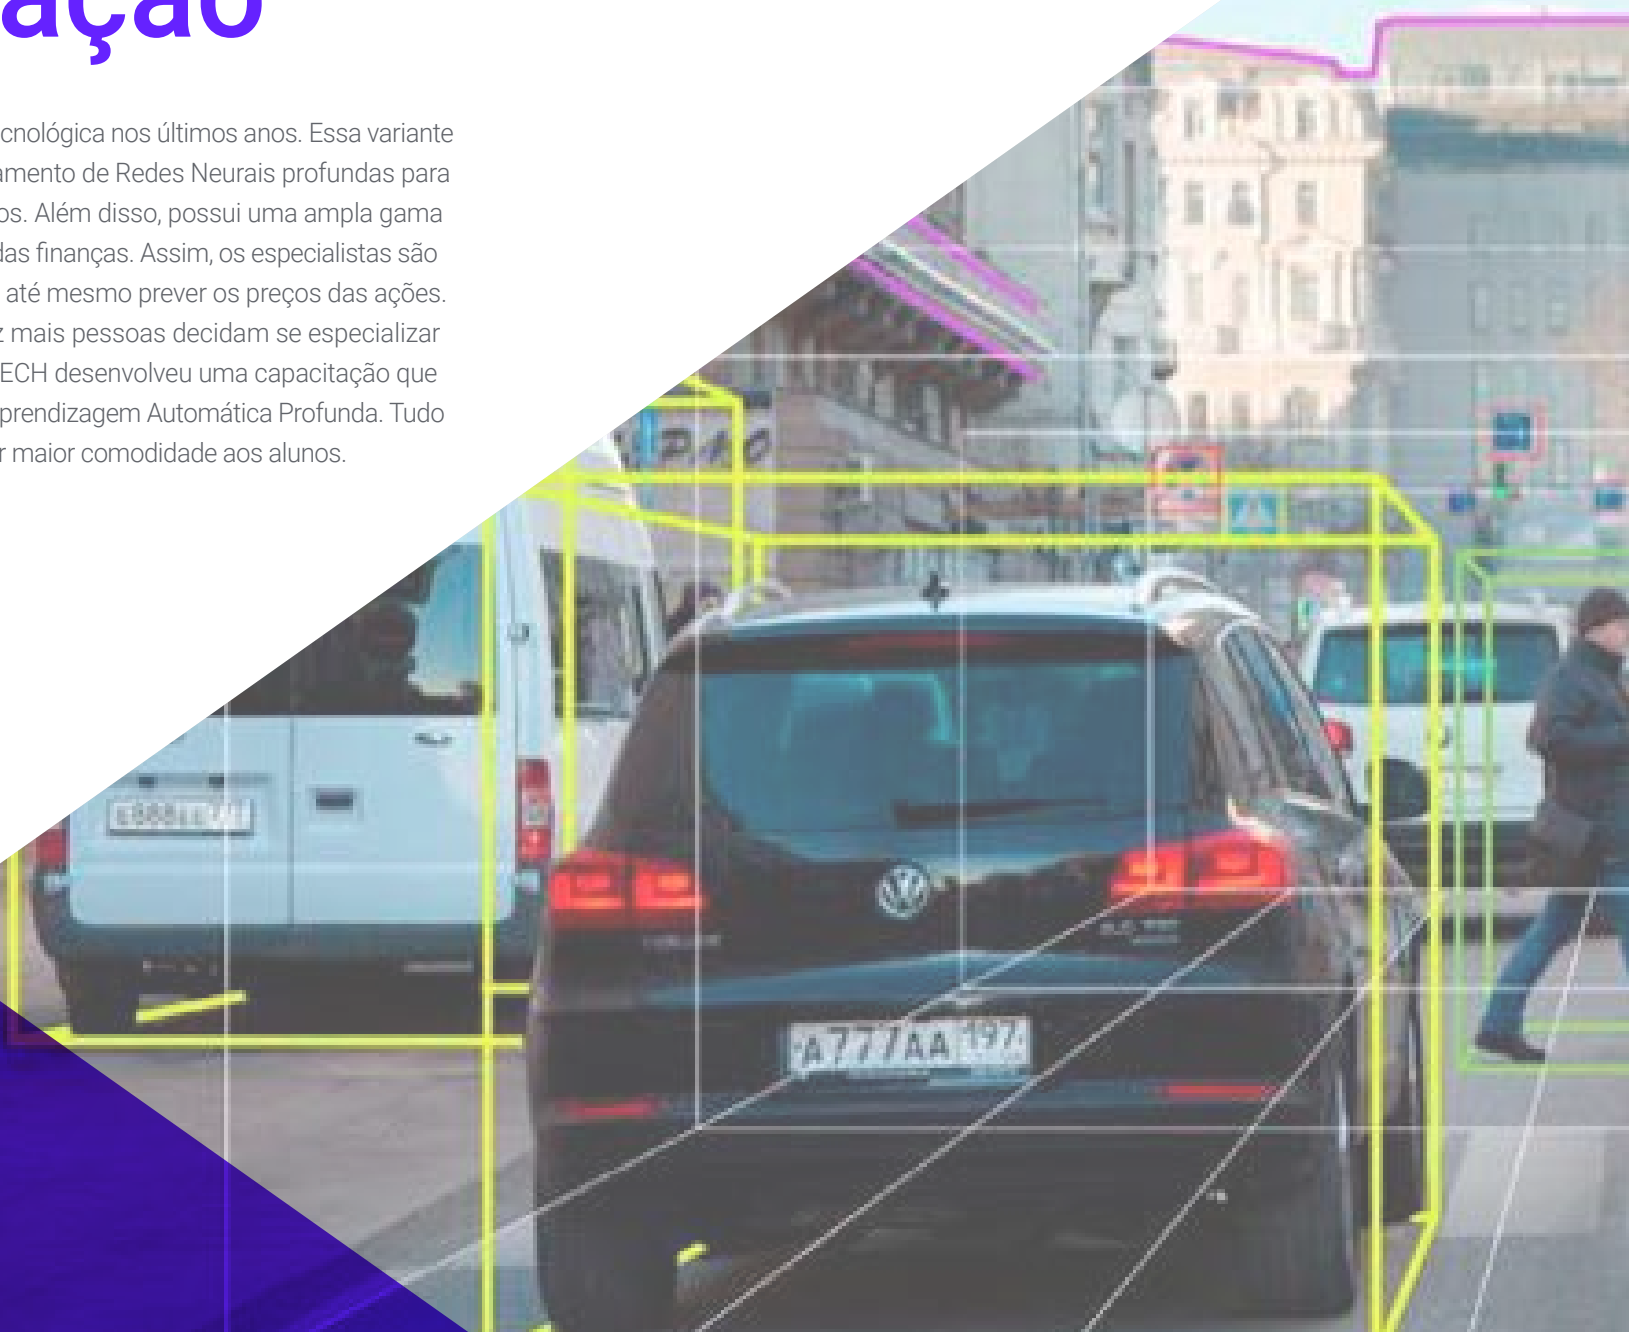 ação
cnológica nos últimos anos. Essa variante
amento de Redes Neurais profundas para
os. Além disso, possui uma ampla gama
das finanças. Assim, os especialistas são
até mesmo prever os preços das ações.
z mais pessoas decidam se especializar
ECH desenvolveu uma capacitação que
prendizagem Automática Profunda. Tudo
r maior comodidade aos alunos.
А777АА 197